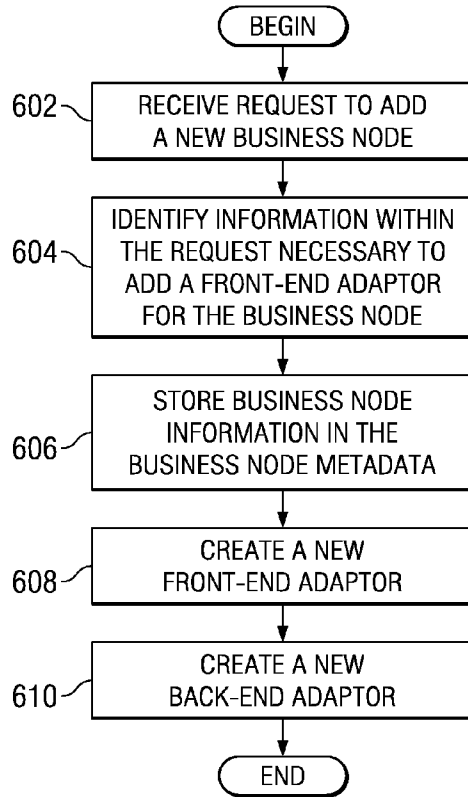 BEGIN
602
RECEIVE REQUEST TO ADD
A NEW BUSINESS NODE
604
IDENTIFY INFORMATION WITHIN
THE REQUEST NECESSARY TO
ADD A FRONT-END ADAPTOR
FOR THE BUSINESS NODE
606
STORE BUSINESS NODE
INFORMATION IN THE
BUSINESS NODE METADATA
608
CREATE A NEW
FRONT-END ADAPTOR
610
CREATE A NEW
BACK-END ADAPTOR
END